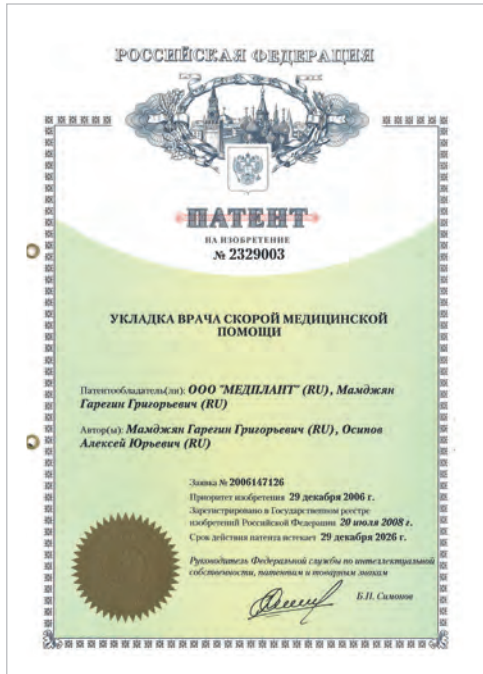 РОССИЙСКАЯ ФЕДЕРАЦИЯ
ПАТЕНТ
НА ИЗОБРЕТЕНИЕ
№ 2329003
УКЛАДКА ВРАЧА СКОРОЙ МЕДИЦИНСКОЙ
ПОМОЩИ
Патентообладатель(ли): ООО "МЕДПЛАНТ" (RU), Мамджян
Гарегин Григорьевич (RU)
Автор(ы): Мамджян Гарегин Григорьевич (RU), Осипов
Алексей Юрьевич (RU)
Заявка № 2006147126
Приоритет изобретения 29 декабря 2006 г.
Зарегистрировано в Государственном реестре
изобретений Российской Федерации 20 июля 2008 г.
Срок действия патента истекает 29 декабря 2026 г.
Руководитель Федеральной службы по интеллектуальной
собственности, патентам и товарным знакам
Б.П. Симонов